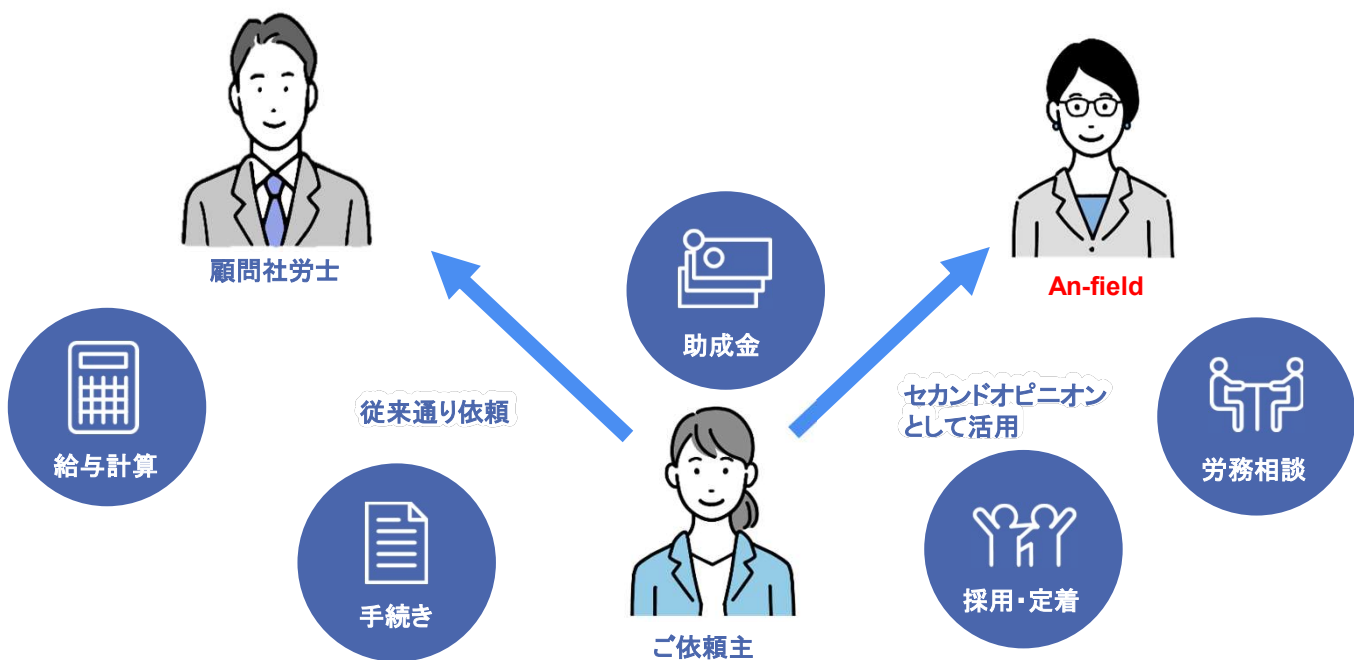 顧問社労士
An-field
助成金
給与計算
従来通り依頼
セカンドオピニオン
として活用
労務相談
手続き
採用・定着
ご依頼主